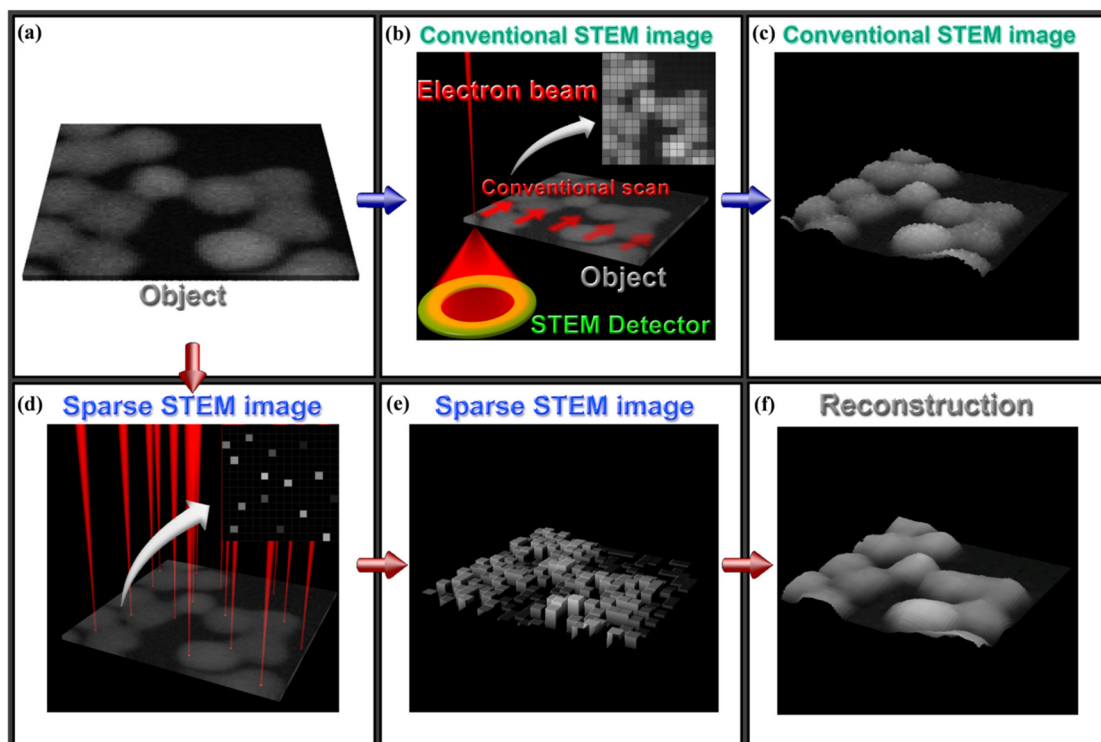 (a)
Object
(b)
Conventional STEM image
Electron beam
Conventional scan
Object
STEM Detector
(c)
Conventional STEM image
(d)
Sparse STEM image
(e)
Sparse STEM image
(f)
Reconstruction